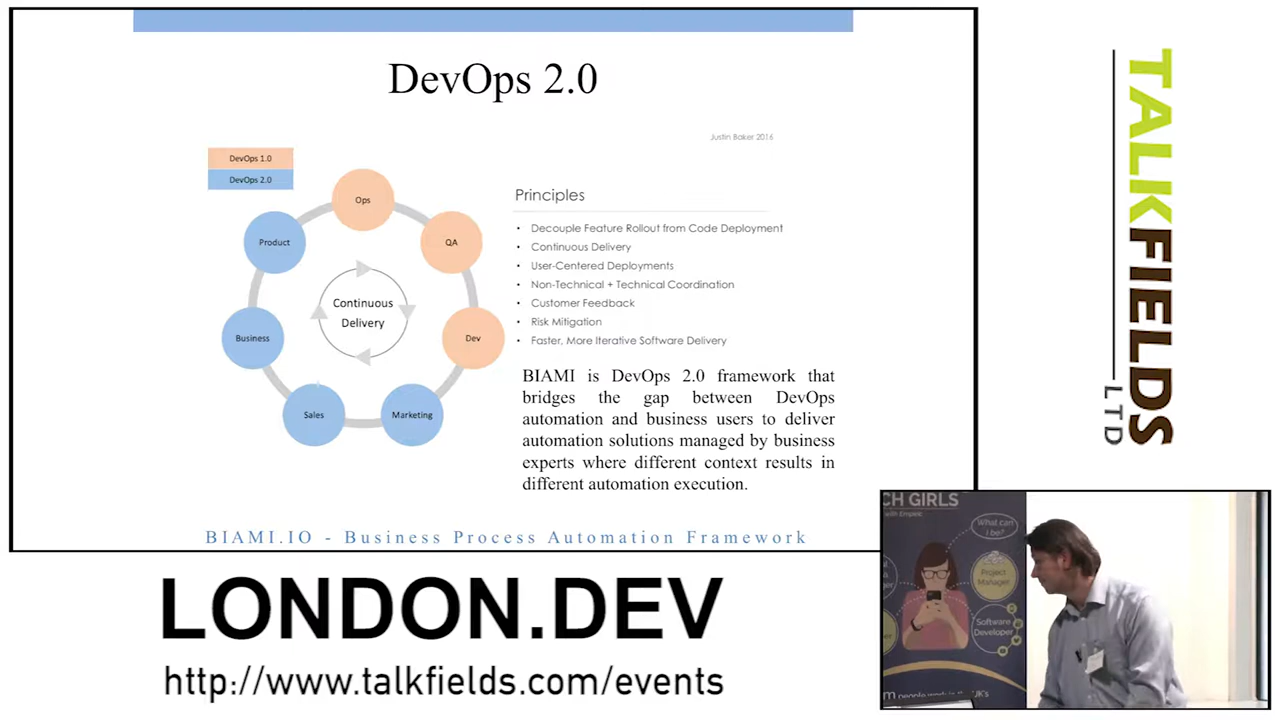 DevOps 2.0
Justin Baker 2016
DevOps 1.0
DevOps 2.0
Ops
QA
Dev
Marketing
Sales
Business
Product
Continuous
Delivery
Principles
• Decouple Feature Rollout from Code Deployment
• Continuous Delivery
• User-Centered Deployments
• Non-Technical + Technical Coordination
• Customer Feedback
• Risk Mitigation
• Faster, More Iterative Software Delivery
BIAMI is DevOps 2.0 framework that
bridges the gap between DevOps
automation and business users to deliver
automation solutions managed by business
experts where different context results in
different automation execution.
BIAMI.IO - Business Process Automation Framework
TALKFIELDS
LTD
CH GIRLS
with Empiric
What can
I be?
Project
Manager
Software
Developer
LONDON.DEV
http://www.talkfields.com/events